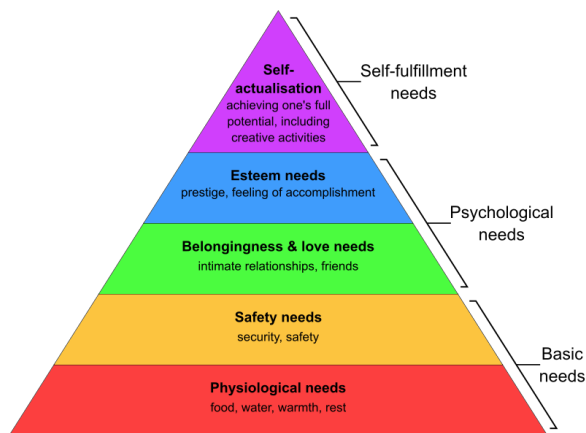 Self-
actualisation
achieving one's full
potential, including
creative activities
Self-fulfillment
needs
Esteem needs
prestige, feeling of accomplishment
Belongingness & love needs
intimate relationships, friends
Psychological
needs
Safety needs
security, safety
Physiological needs
food, water, warmth, rest
Basic
needs